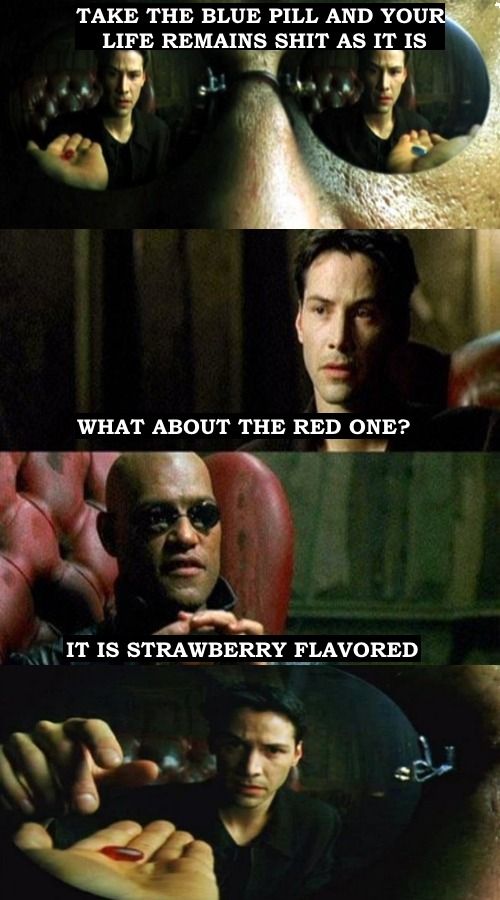 TAKE THE BLUE PILL AND YOUR
LIFE REMAINS SHIT AS IT IS
WHAT ABOUT THE RED ONE?
IT IS STRAWBERRY FLAVORED